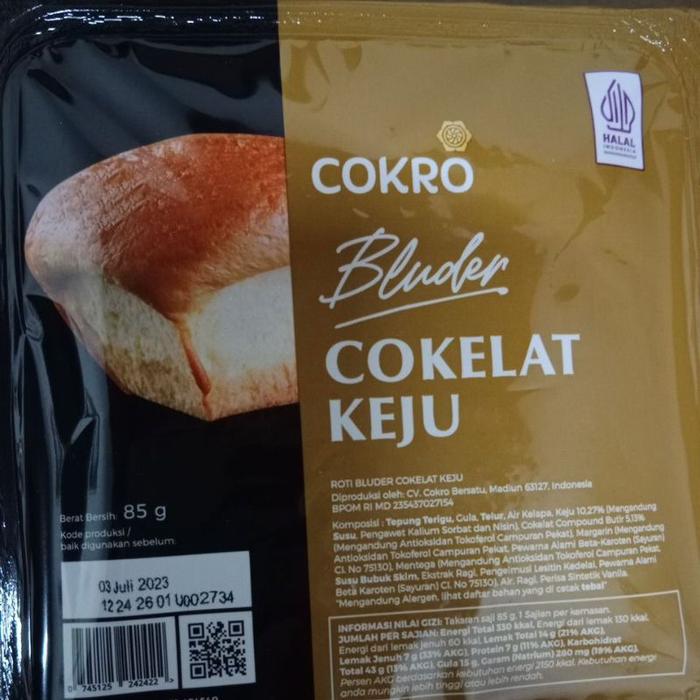 HALAL
INDONESIA
COKRO
Bluder
COKELAT
KEJU
ROTI BLUDER COKELAT KEJU
Diproduksi oleh: CV. Cokro Bersatu, Madiun 63127, Indonesia
BPOM RI MD 235437027154
Komposisi : Tepung Terigu, Gula, Telur, Air Kelapa, Keju 10,27% (Mengandung
Susu, Pengawet Kalium Sorbat dan Nisin), Cokelat Compound Butir 5,13%
(Mengandung Antioksidan Tokoferol Campuran Pekat), Margarin (Mengandung
Antioksidan Tokoferol Campuran Pekat, Pewarna Alami Beta-Karoten (Sayuran)
CI. No 75130), Mentega (Mengandung Antioksidan Tokoferol Campuran Pekat,
Susu Bubuk Skim, Ekstrak Ragi, Pengemulsi Lesitin Kedelai, Pewarna Alami
Beta Karoten (Sayuran) CI. No 75130), Air, Ragi, Perisa Sintetik Vanila.
"Mengandung Alergen, lihat daftar bahan yang di catak tebal"
INFORMASI NILAI GIZI: Takaran saji 85 g, 1 Sajian per kemasan.
JUMLAH PER SAJIAN: Energi Total 330 kkal, Energi dari lemak 130 kkal,
Energi dari lemak jenuh 60 kkal, Lemak Total 14 g (21% AKG),
Lemak Jenuh 7 g (33% AKG), Protein 7 g (11% AKG), Karbohidrat
Total 43 g (13% AKG), Gula 15 g, Garam (Natrium) 280 mg (19% AKG).
Persen AKG berdasarkan kebutuhan energi 2150 kkal. Kebutuhan energi
anda mungkin lebih tinggi atau lebih rendah.
Berat Bersih: 85 g
Kode produksi /
baik digunakan sebelum:
03 Juli 2023
12 24 26 01 U002734
0 745125 242422